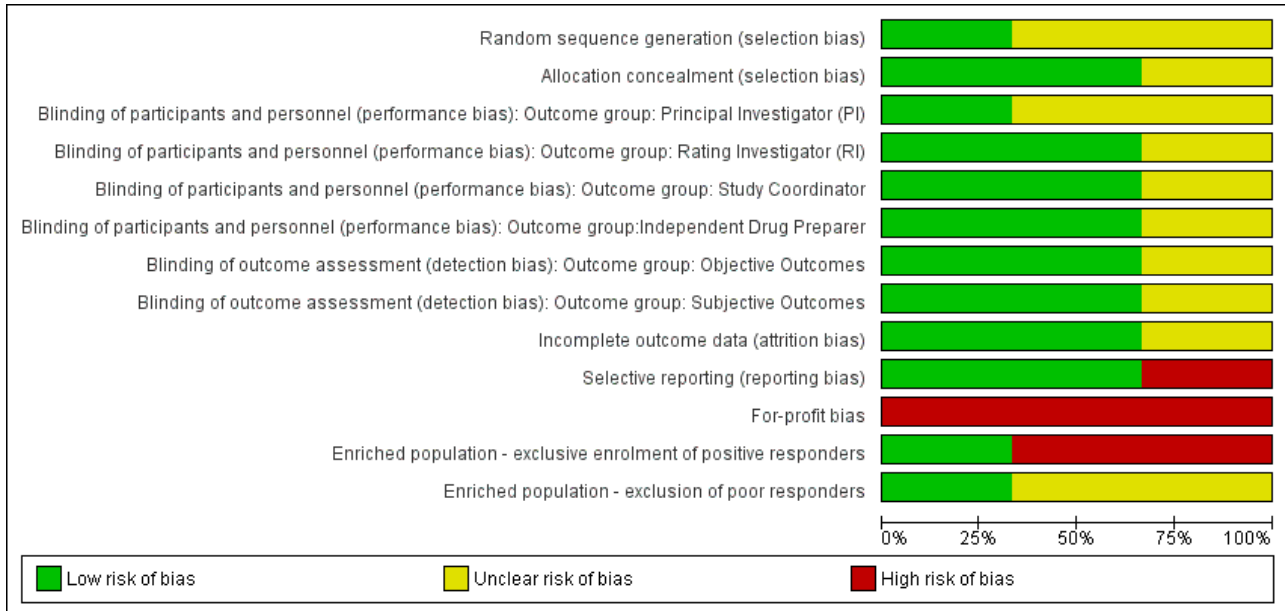 Random sequence generation (selection bias)
Allocation concealment (selection bias)
Blinding of participants and personnel (performance bias): Outcome group: Principal Investigator (PI)
Blinding of participants and personnel (performance bias): Outcome group: Rating Investigator (RI)
Blinding of participants and personnel (performance bias): Outcome group: Study Coordinator
Blinding of participants and personnel (performance bias): Outcome group:Independent Drug Preparer
Blinding of outcome assessment (detection bias): Outcome group: Objective Outcomes
Blinding of outcome assessment (detection bias): Outcome group: Subjective Outcomes
Incomplete outcome data (attrition bias)
Selective reporting (reporting bias)
For-profit bias
Enriched population - exclusive enrolment of positive responders
Enriched population - exclusion of poor responders
0% 25% 50% 75% 100%
Low risk of bias Unclear risk of bias High risk of bias